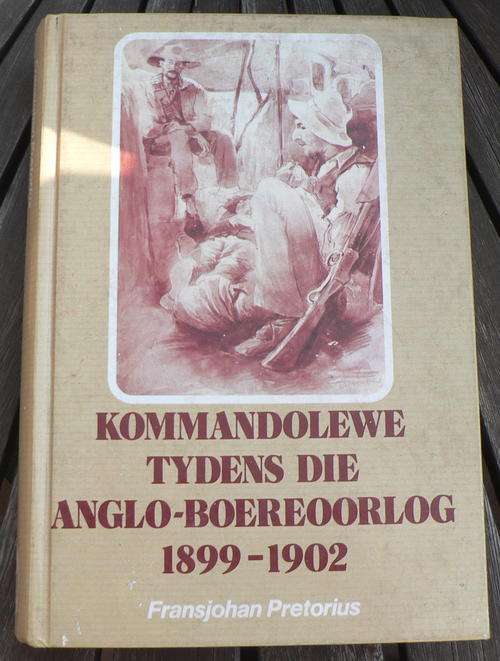 KOMMANDOLEWE
TYDENS DIE
ANGLO-BOEREOORLOG
1899-1902
Fransjohan Pretorius